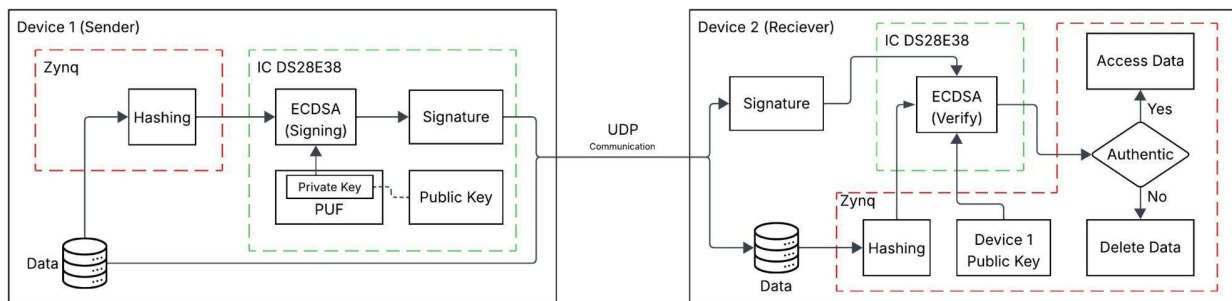 Device 1 (Sender)
Zynq
Hashing
IC DS28E38
ECDSA
(Signing)
Signature
Private Key
PUF
Public Key
Data
UDP
Communication
Device 2 (Reciever)
Signature
IC DS28E38
ECDSA
(Verify)
Access Data
Yes
Authentic
No
Delete Data
Zynq
Hashing
Device 1
Public Key
Data